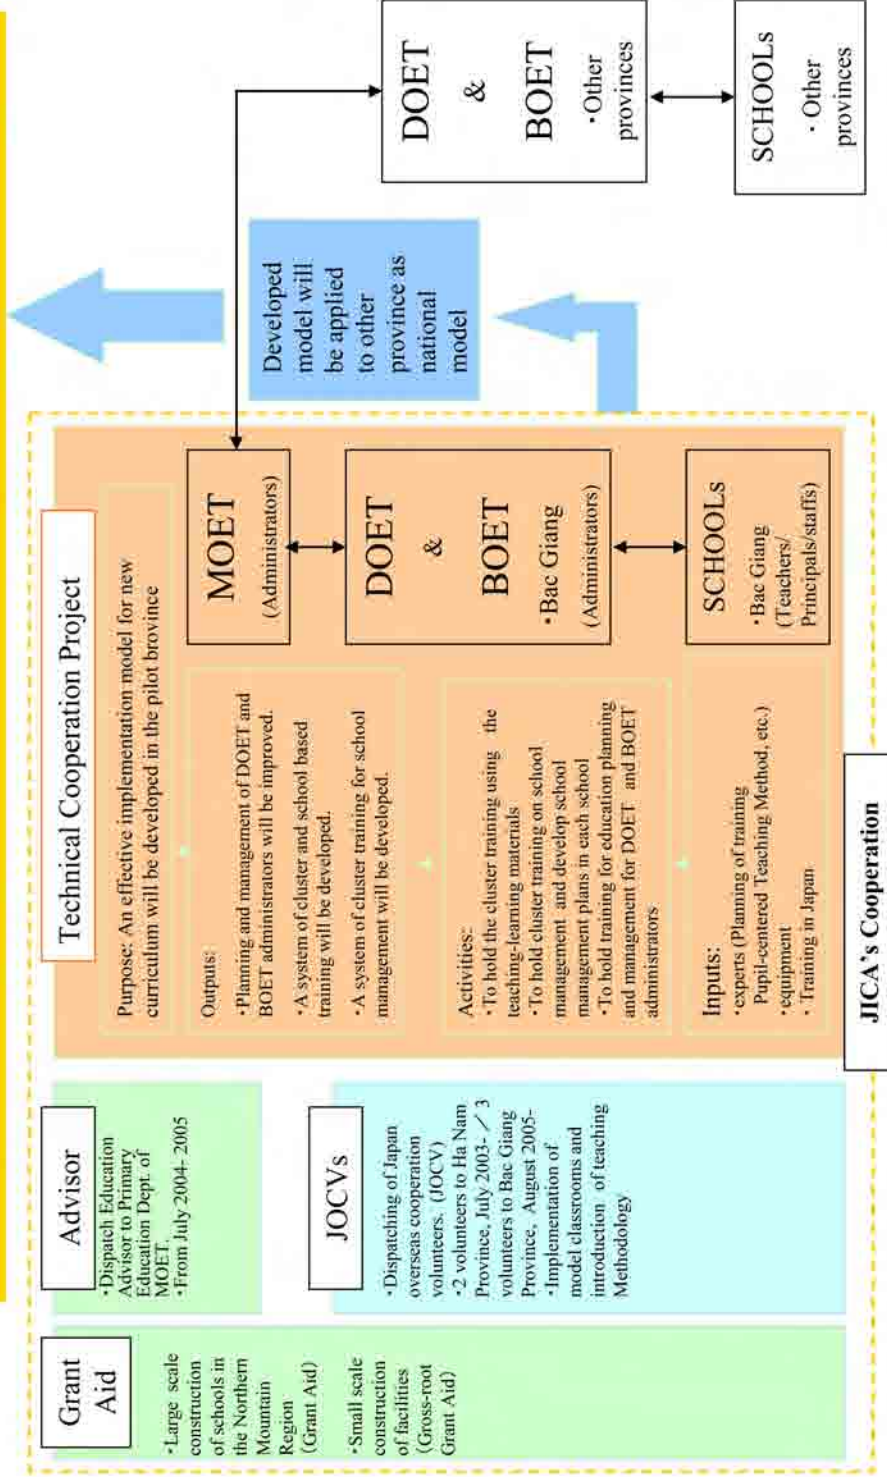 Grant
Aid
・Large scale
construction
of schools in
the Northern
Mountain
Region
(Grant Aid)
・Small scale
construction
of facilities
(Gross-root
Grant Aid)
Advisor
・Dispatch Education
Advisor to Primary
Education Dept. of
MOET.
・From July 2004- 2005
JOCVs
・Dispatching of Japan
overseas cooperation
volunteers. (JOCV)
・2 volunteers to Ha Nam
Province, July 2003- ／ 3
volunteers to Bac Giang
Province, August 2005-
・Implementation of
model classrooms and
introduction of teaching
Methodology
Technical Cooperation Project
Purpose: An effective implementation model for new
curriculum will be developed in the pilot brovince
Outputs:
・Planning and management of DOET and
BOET administrators will be improved.
・A system of cluster and school based
training will be developed.
・A system of cluster training for school
management will be developed.
Activities:
・To hold the cluster training using the
teaching-learning materials
・To hold cluster training on school
management and develop school
management plans in each school
・To hold training for education planning
and management for DOET and BOET
administrators
Inputs:
・experts (Planning of training
Pupil-centered Teaching Method, etc.)
・equipment
・Training in Japan
MOET
(Administrators)
DOET
&
BOET
・Bac Giang
(Administrators)
SCHOOLs
・Bac Giang
(Teachers/
Principals/staffs)
JICA's Cooperation
Developed
model will
be applied
to other
province as
national
model
DOET
&
BOET
・Other
provinces
SCHOOLs
・Other
provinces